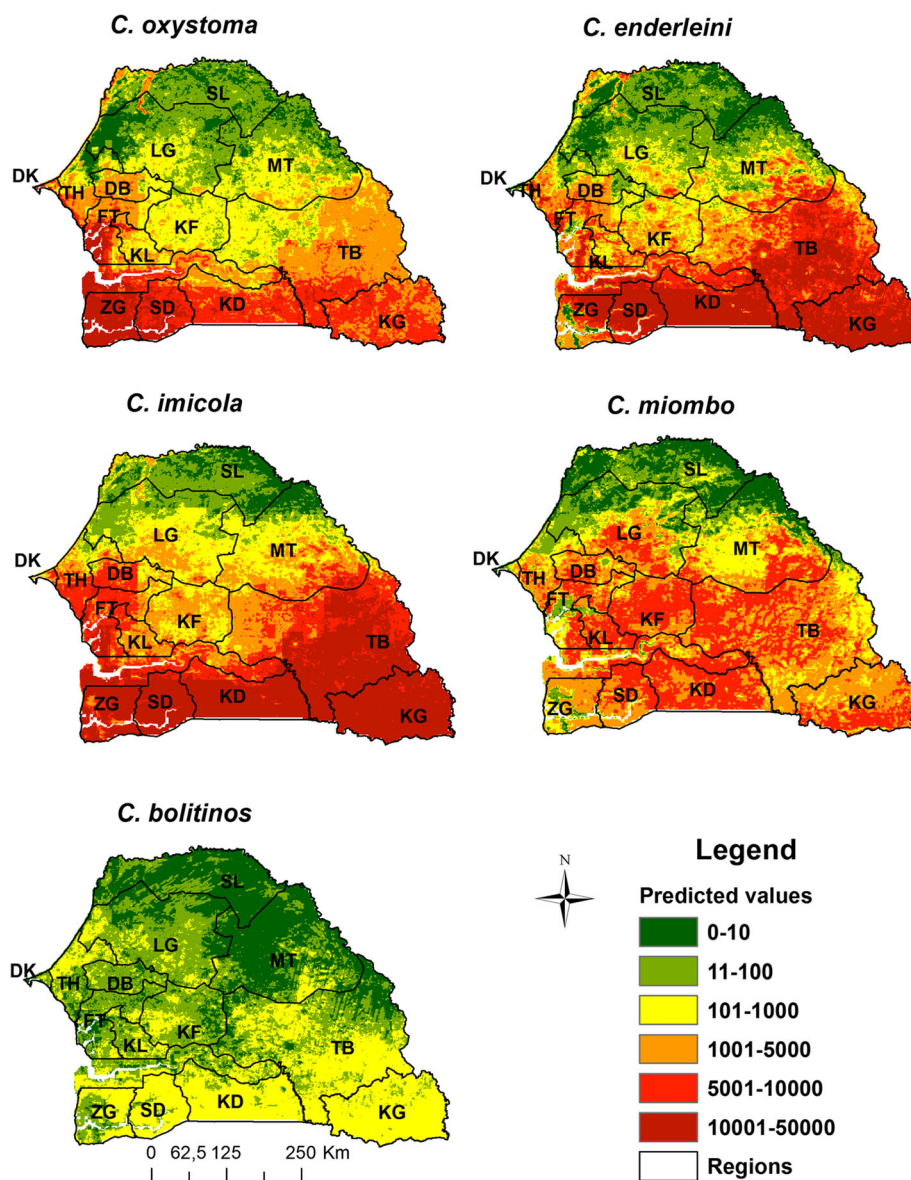 C. oxystoma
SL
LG
MT
DK
TH
DB
FT
KF
KL
TB
ZG
SD
KD
KG
C. enderleini
SL
LG
MT
DK
TH
DB
FT
KF
KL
TB
ZG
SD
KD
KG
C. imicola
SL
LG
MT
DK
TH
DB
FT
KF
KL
TB
ZG
SD
KD
KG
C. miombo
SL
LG
MT
DK
TH
DB
FT
KF
KL
TB
ZG
SD
KD
KG
C. bolitinos
SL
LG
MT
DK
TH
DB
FT
KF
KL
TB
ZG
SD
KD
KG
0 62,5 125 250 Km
N
Legend
Predicted values
0-10
11-100
101-1000
1001-5000
5001-10000
10001-50000
Regions